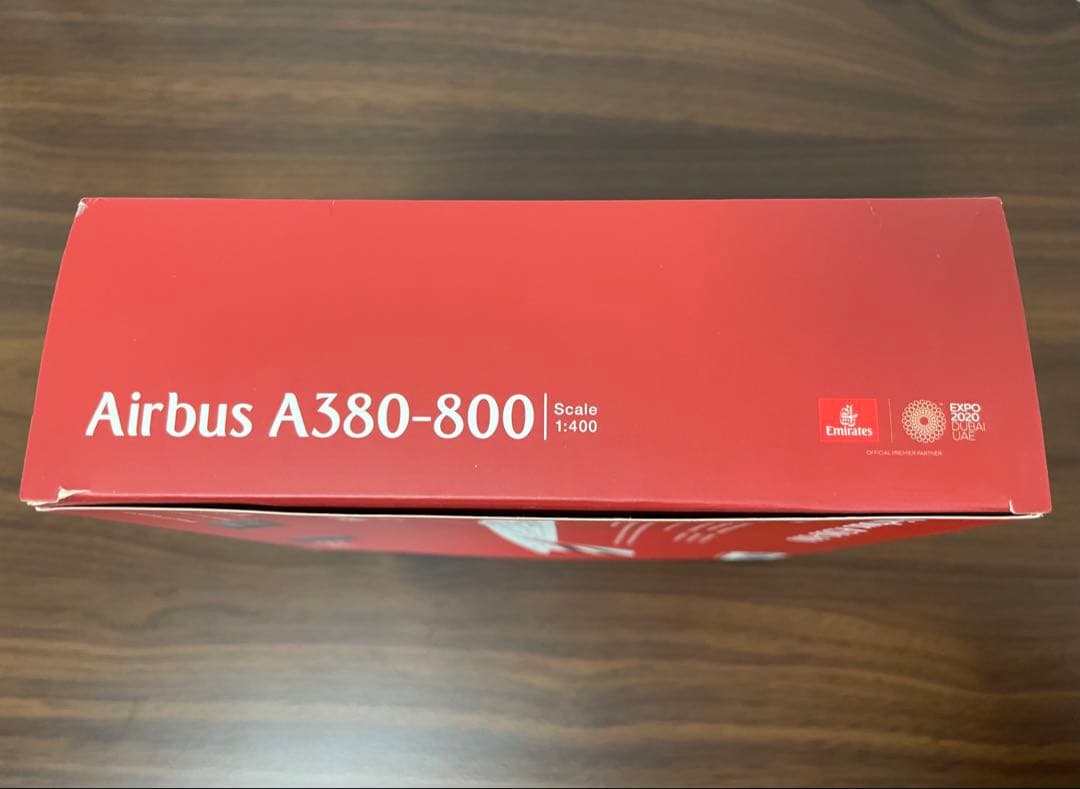 Airbus A380-800
Scale
1:400
Emirates
EXPO
2020
DUBAI
UAE
OFFICIAL PREMIER PARTNER